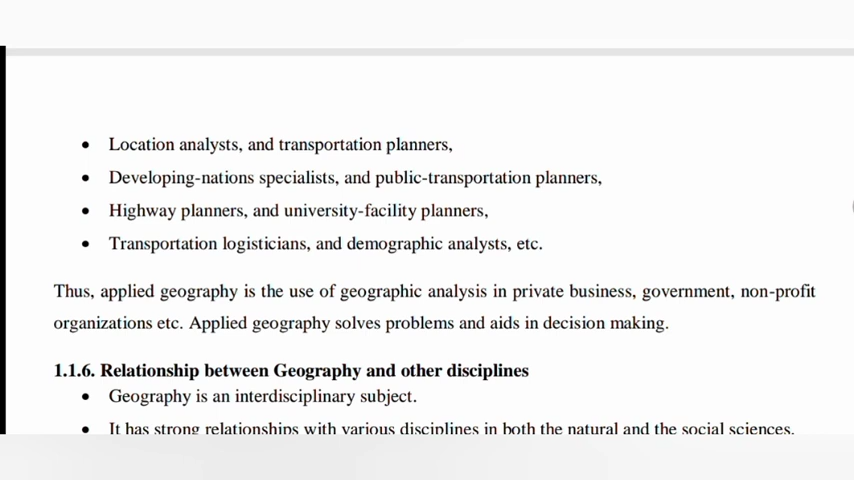 • Location analysts, and transportation planners,
• Developing-nations specialists, and public-transportation planners,
• Highway planners, and university-facility planners,
• Transportation logisticians, and demographic analysts, etc.
Thus, applied geography is the use of geographic analysis in private business, government, non-profit
organizations etc. Applied geography solves problems and aids in decision making.
1.1.6. Relationship between Geography and other disciplines
• Geography is an interdisciplinary subject.
• It has strong relationships with various disciplines in both the natural and the social sciences.